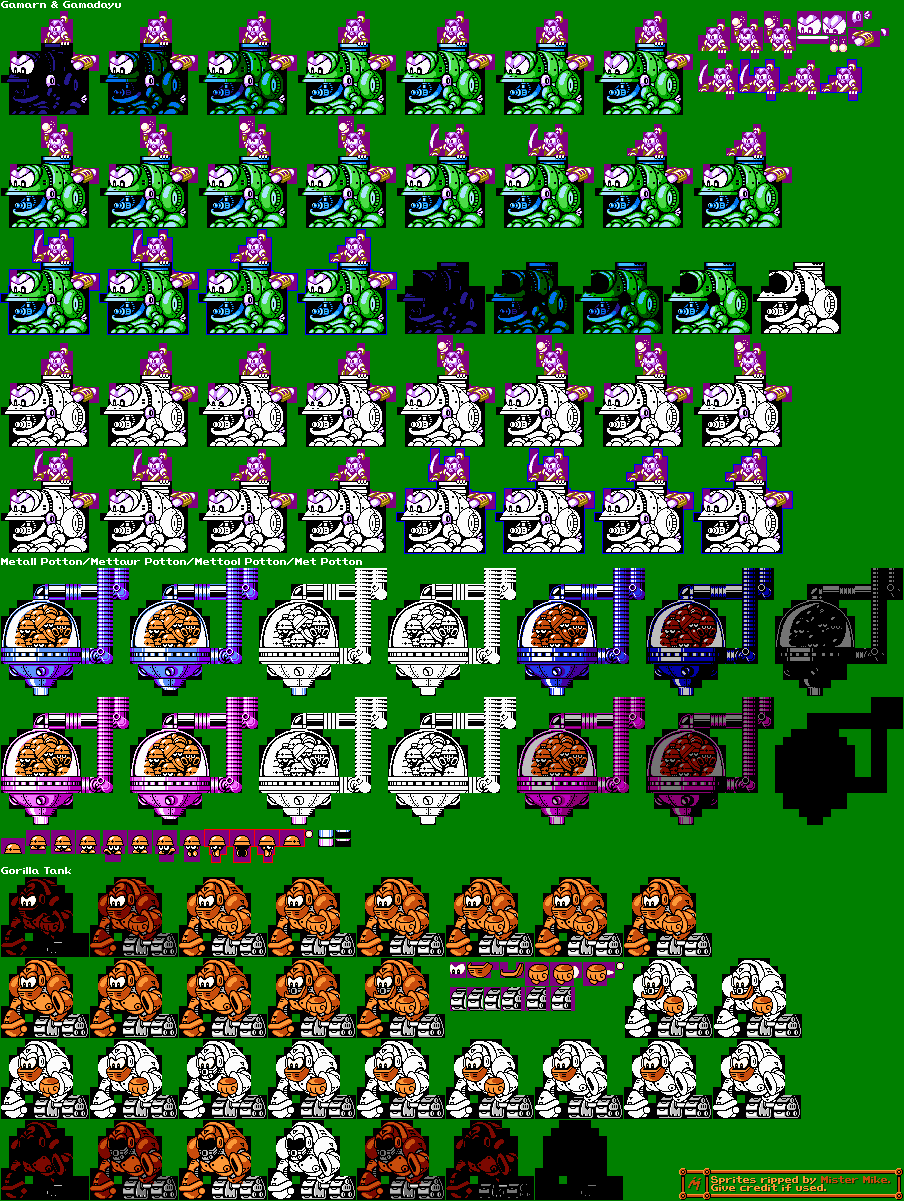 Gamarn & Gamadayu
Metall Potton/Mettaur Potton/Mettool Potton/Met Potton
Gorilla Tank
Sprites ripped by Mister Mike.
Give credit if used.